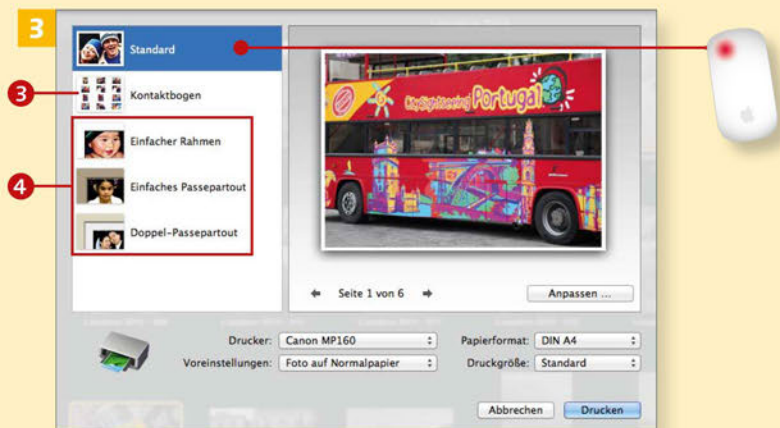 3
Standard
3
Kontaktbogen
Einfacher Rahmen
4
Einfaches Passepartout
Doppel-Passepartout
CitySightseeing Portugal
Seite 1 von 6
Anpassen ...
Drucker: Canon MP160
Papierformat: DIN A4
Voreinstellungen: Foto auf Normalpapier
Druckgröße: Standard
Abbrechen
Drucken